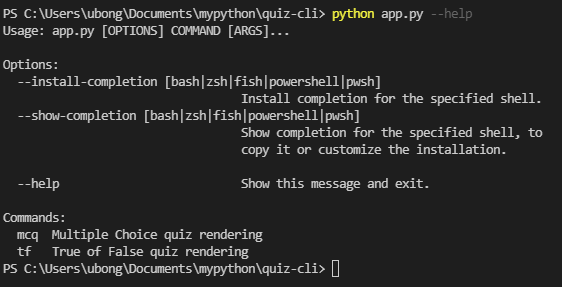 PS C:\Users\ubong\Documents\mypython\quiz-cli> python app.py --help
Usage: app.py [OPTIONS] COMMAND [ARGS]...
Options:
--install-completion [bash|zsh|fish|powershell|pwsh]
Install completion for the specified shell.
--show-completion [bash|zsh|fish|powershell|pwsh]
Show completion for the specified shell, to
copy it or customize the installation.
--help Show this message and exit.
Commands:
mcq Multiple Choice quiz rendering
tf True of False quiz rendering
PS C:\Users\ubong\Documents\mypython\quiz-cli>